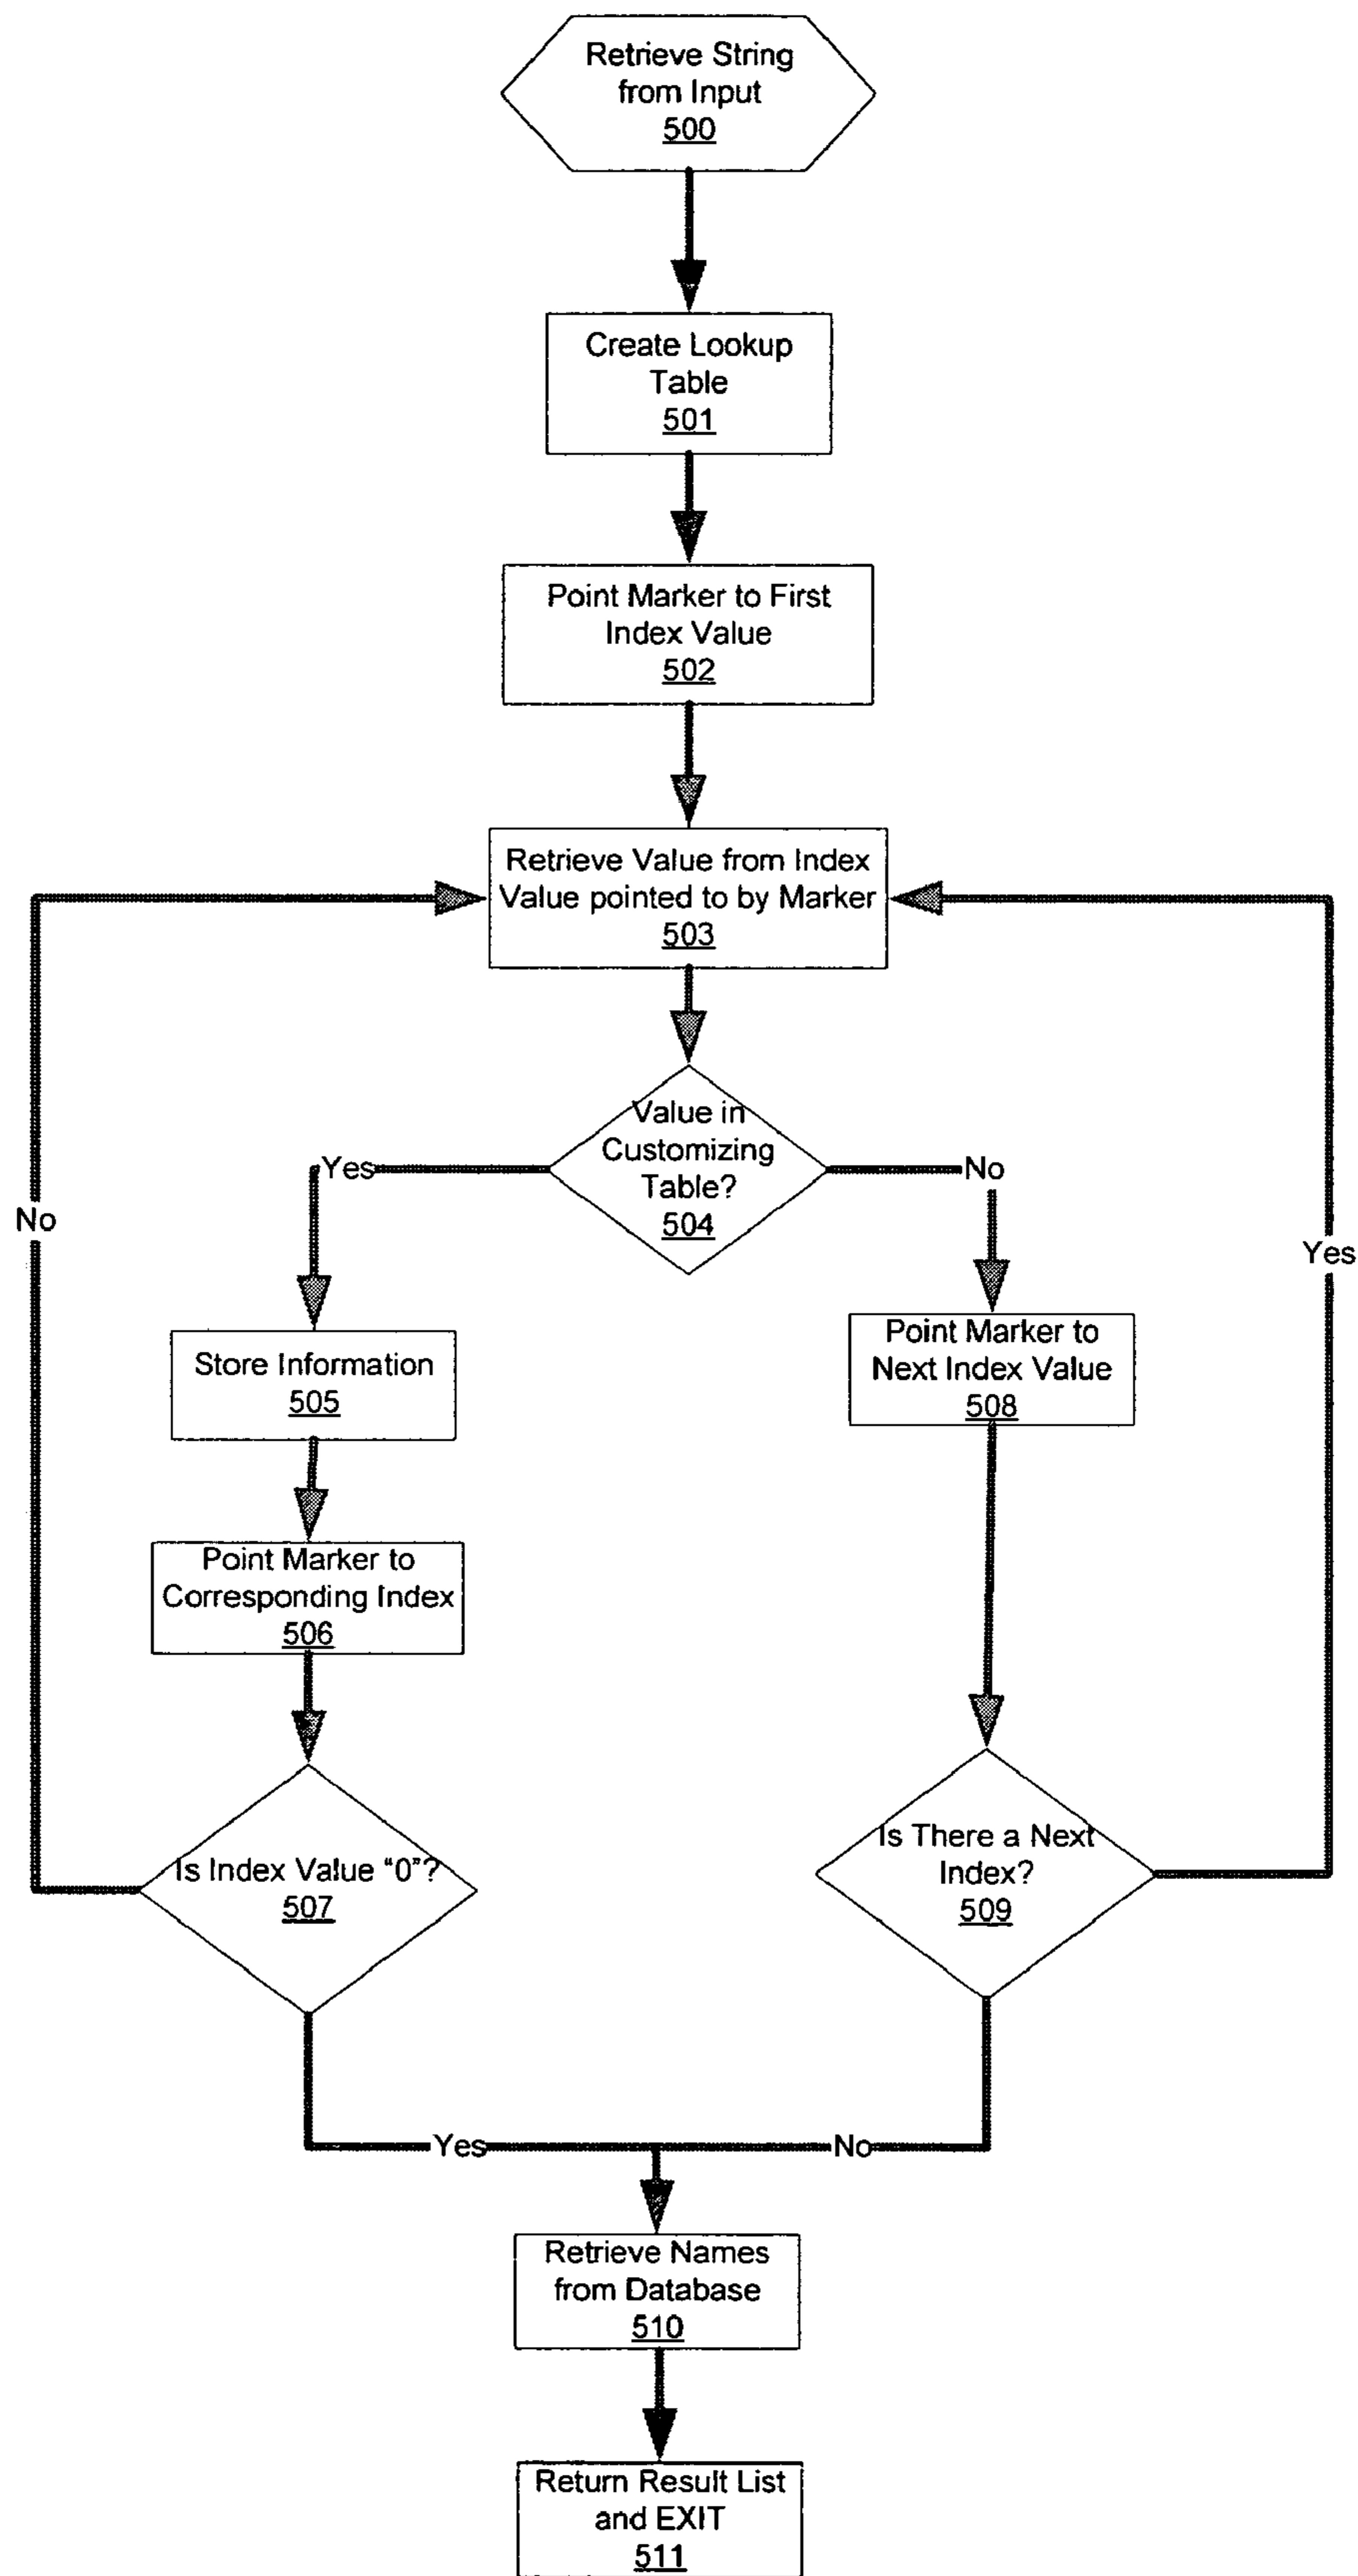 Retrieve String
from Input
500
Create Lookup
Table
501
Point Marker to First
Index Value
502
Retrieve Value from Index
Value pointed to by Marker
503
Value in
Customizing
Table?
504
Yes
No
No
Yes
Store Information
505
Point Marker to
Next Index Value
508
Point Marker to
Corresponding Index
506
Is Index Value “0”?
507
Is There a Next
Index?
509
Yes
No
Retrieve Names
from Database
510
Return Result List
and EXIT
511